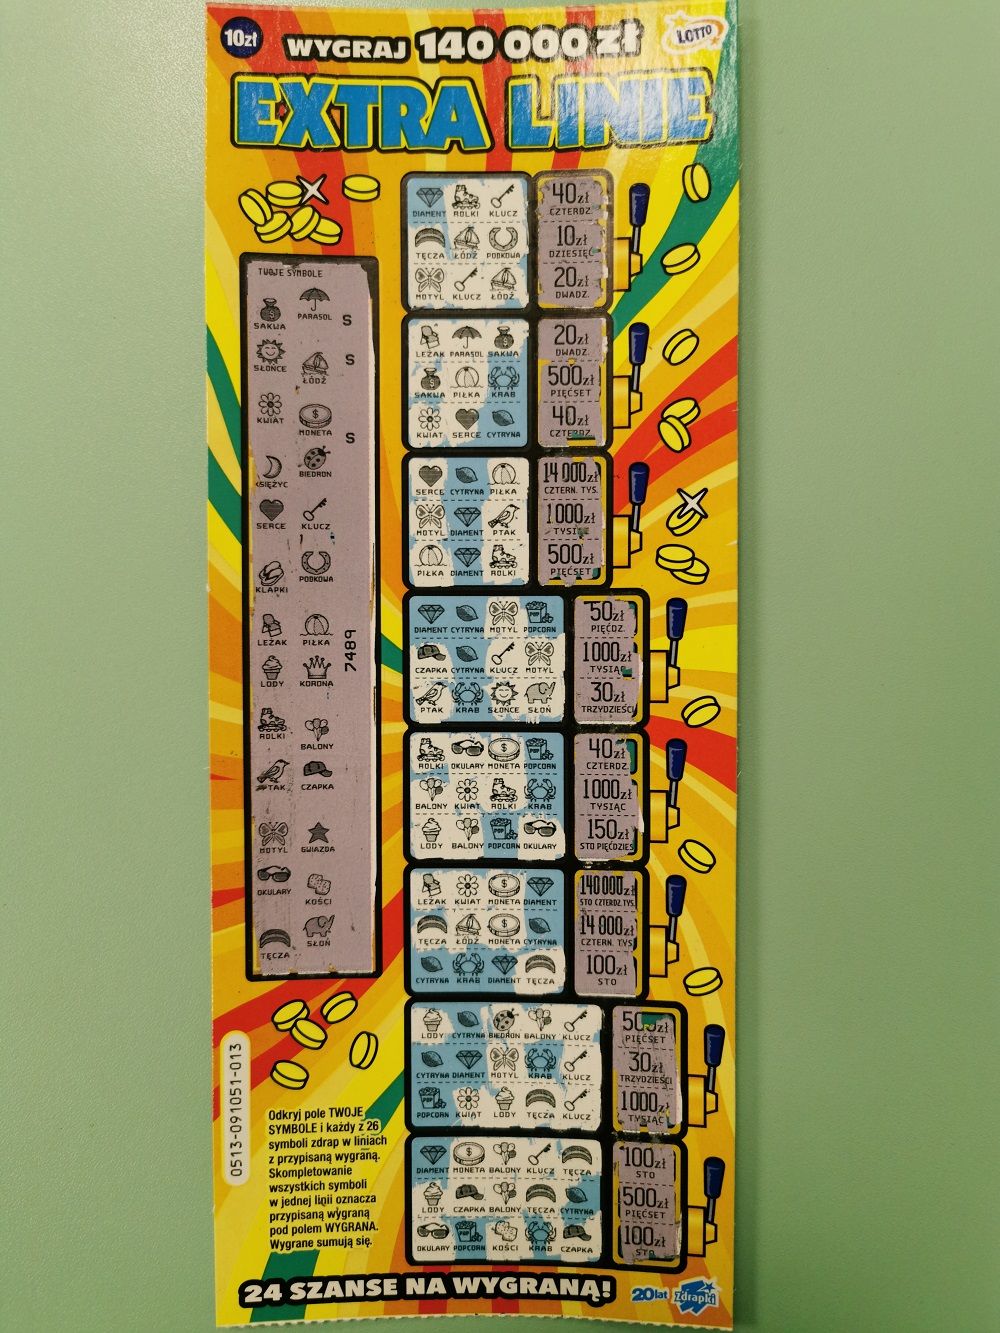 10zł
WYGRAJ 140 000 zł
LOTTO
EXTRA LINIE
TWOJE SYMBOLE
SAKWA PARASOL S
SŁOŃCE ŁÓDŹ S
KWIAT MONETA S
KSIĘŻYC BIEDRON
SERCE KLUCZ
KLAPKI PODKOWA
LEŻAK PIŁKA
7489
LODY KORONA
ROLKI BALONY
PTAK CZAPKA
MOTYL GWIAZDA
OKULARY KOŚCI
TĘCZA SŁOŃ
DIAMENT ROLKI KLUCZ 40zł CZTERDZ.
TĘCZA ŁÓDŹ PODKOWA 10zł DZIESIĘĆ
MOTYL KLUCZ ŁÓDŹ 20zł DWADZ.
LEŻAK PARASOL SAKWA 20zł DWADZ.
SAKWA PIŁKA KRAB 500zł PIĘĆSET
KWIAT SERCE CYTRYNA 40zł CZTERDZ.
SERCE CYTRYNA PIŁKA 14 000zł CZTERN. TYS.
MOTYL DIAMENT PTAK 1000zł TYSIĄC
PIŁKA DIAMENT ROLKI 500zł PIĘĆSET
DIAMENT CYTRYNA MOTYL POPCORN 50zł PIĘĆDZ.
CZAPKA CYTRYNA KLUCZ MOTYL 1000zł TYSIĄC
PTAK KRAB SŁOŃCE SŁOŃ 30zł TRZYDZIEŚCI
ROLKI OKULARY MONETA POPCORN 40zł CZTERDZ.
BALONY KWIAT ROLKI KRAB 1000zł TYSIĄC
LODY BALONY POPCORN OKULARY 150zł STO PIĘĆDZIES
LEŻAK KWIAT MONETA DIAMENT 140 000zł STO CZTERDZ. TYS.
TĘCZA ŁÓDŹ MONETA CYTRYNA 14 000zł CZTERN. TYS
CYTRYNA KRAB DIAMENT TĘCZA 100zł STO
LODY CYTRYNA BIEDRON BALONY KLUCZ 500zł PIĘĆSET
CYTRYNA DIAMENT MOTYL KRAB KLUCZ 30zł TRZYDZIEŚCI
POPCORN KWIAT LODY TĘCZA KLUCZ 1000zł TYSIĄC
DIAMENT MONETA BALONY KLUCZ TĘCZA 100zł STO
LODY CZAPKA BALONY TĘCZA CYTRYNA 500zł PIĘĆSET
OKULARY POPCORN KOŚCI KRAB CZAPKA 100zł STO
0513-091051-013
Odkryj pole TWOJE
SYMBOLE i każdy z 26
symboli zdrap w liniach
z przypisaną wygraną.
Skompletowanie
wszystkich symboli
w jednej linii oznacza
przypisaną wygraną
pod polem WYGRANA.
Wygrane sumują się.
24 SZANSE NA WYGRANĄ!
20 lat Zdrapki